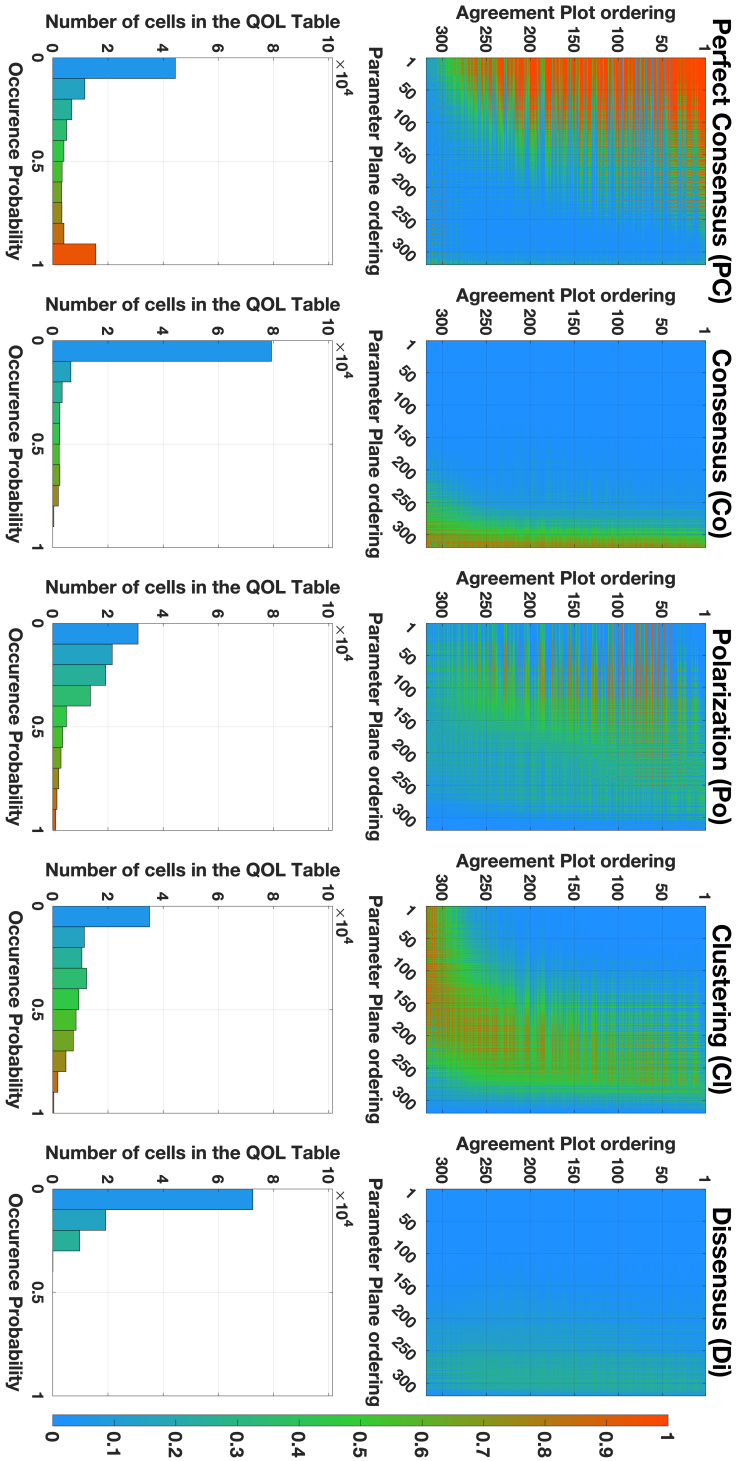 Perfect Consensus (PC)
Agreement Plot ordering
1
50
100
150
200
250
300
1 50 100 150 200 250 300
Parameter Plane ordering
Consensus (Co)
Agreement Plot ordering
1
50
100
150
200
250
300
1 50 100 150 200 250 300
Parameter Plane ordering
Polarization (Po)
Agreement Plot ordering
1
50
100
150
200
250
300
1 50 100 150 200 250 300
Parameter Plane ordering
Clustering (Cl)
Agreement Plot ordering
1
50
100
150
200
250
300
1 50 100 150 200 250 300
Parameter Plane ordering
Dissensus (Di)
Agreement Plot ordering
1
50
100
150
200
250
300
1 50 100 150 200 250 300
Parameter Plane ordering
×10^4
Number of cells in the QOL Table
10
8
6
4
2
0
0 0.5 1
Occurence Probability
×10^4
Number of cells in the QOL Table
10
8
6
4
2
0
0 0.5 1
Occurence Probability
×10^4
Number of cells in the QOL Table
10
8
6
4
2
0
0 0.5 1
Occurence Probability
×10^4
Number of cells in the QOL Table
10
8
6
4
2
0
0 0.5 1
Occurence Probability
×10^4
Number of cells in the QOL Table
10
8
6
4
2
0
0 0.5 1
Occurence Probability
1
0.9
0.8
0.7
0.6
0.5
0.4
0.3
0.2
0.1
0